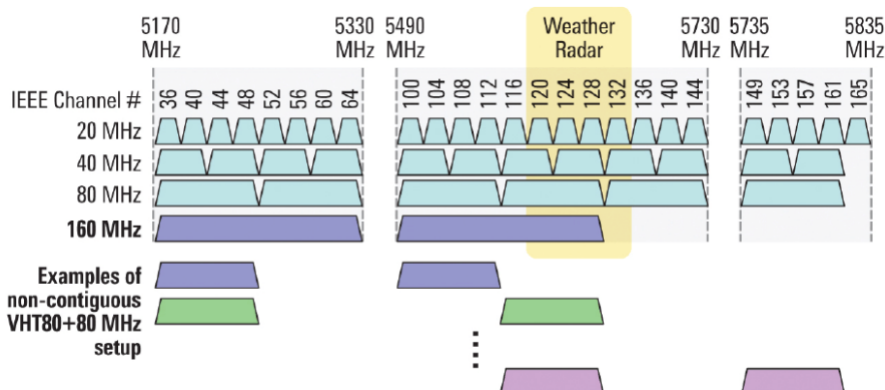 5170 MHz
5330 MHz
5490 MHz
Weather Radar
5730 MHz
5735 MHz
5835 MHz
IEEE Channel # 36 40 44 48 52 56 60 64 100 104 108 112 116 120 124 128 132 136 140 144 149 153 157 161 165
20 MHz
40 MHz
80 MHz
160 MHz
Examples of
non-contiguous
VHT80+80 MHz
setup